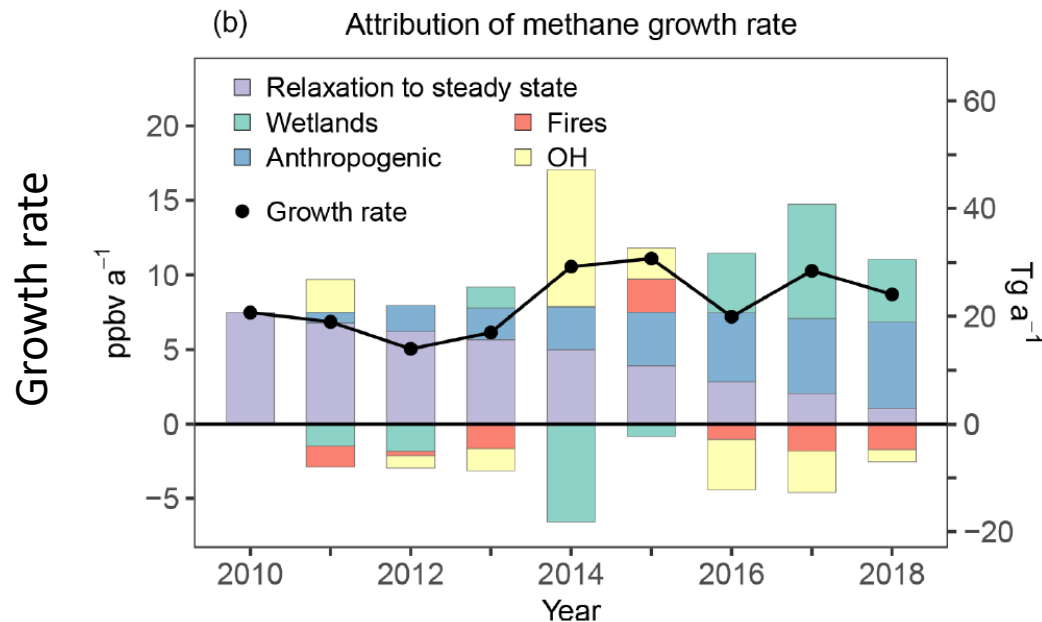 (b) Attribution of methane growth rate
Relaxation to steady state
Wetlands Fires
Anthropogenic OH
Growth rate
Growth rate
ppbv a⁻¹
20
15
10
5
0
−5
Tg a⁻¹
60
40
20
0
−20
2010 2012 2014 2016 2018
Year